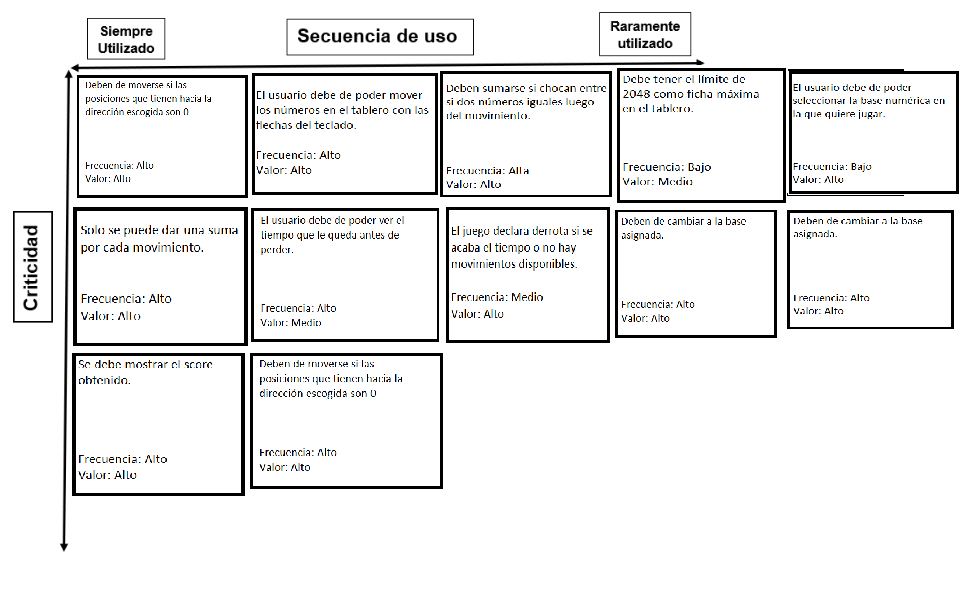 Siempre
Utilizado
Secuencia de uso
Raramente
utilizado
Criticidad
Deben de moverse si las
posiciones que tienen hacia la
dirección escogida son 0
Frecuencia: Alto
Valor: Alto
El usuario debe de poder mover
los números en el tablero con las
flechas del teclado.
Frecuencia: Alto
Valor: Alto
Deben sumarse si chocan entre
si dos números iguales luego
del movimiento.
Frecuencia: Alta
Valor: Alto
Debe tener el límite de
2048 como ficha máxima
en el tablero.
Frecuencia: Bajo
Valor: Medio
El usuario debe de poder
seleccionar la base numérica en
la que quiere jugar.
Frecuencia: Bajo
Valor: Alto
Solo se puede dar una suma
por cada movimiento.
Frecuencia: Alto
Valor: Alto
El usuario debe de poder ver el
tiempo que le queda antes de
perder.
Frecuencia: Alto
Valor: Medio
El juego declara derrota si se
acaba el tiempo o no hay
movimientos disponibles.
Frecuencia: Medio
Valor: Alto
Deben de cambiar a la base
asignada.
Frecuencia: Alto
Valor: Alto
Deben de cambiar a la base
asignada.
Frecuencia: Alto
Valor: Alto
Se debe mostrar el score
obtenido.
Frecuencia: Alto
Valor: Alto
Deben de moverse si las
posiciones que tienen hacia la
dirección escogida son 0
Frecuencia: Alto
Valor: Alto